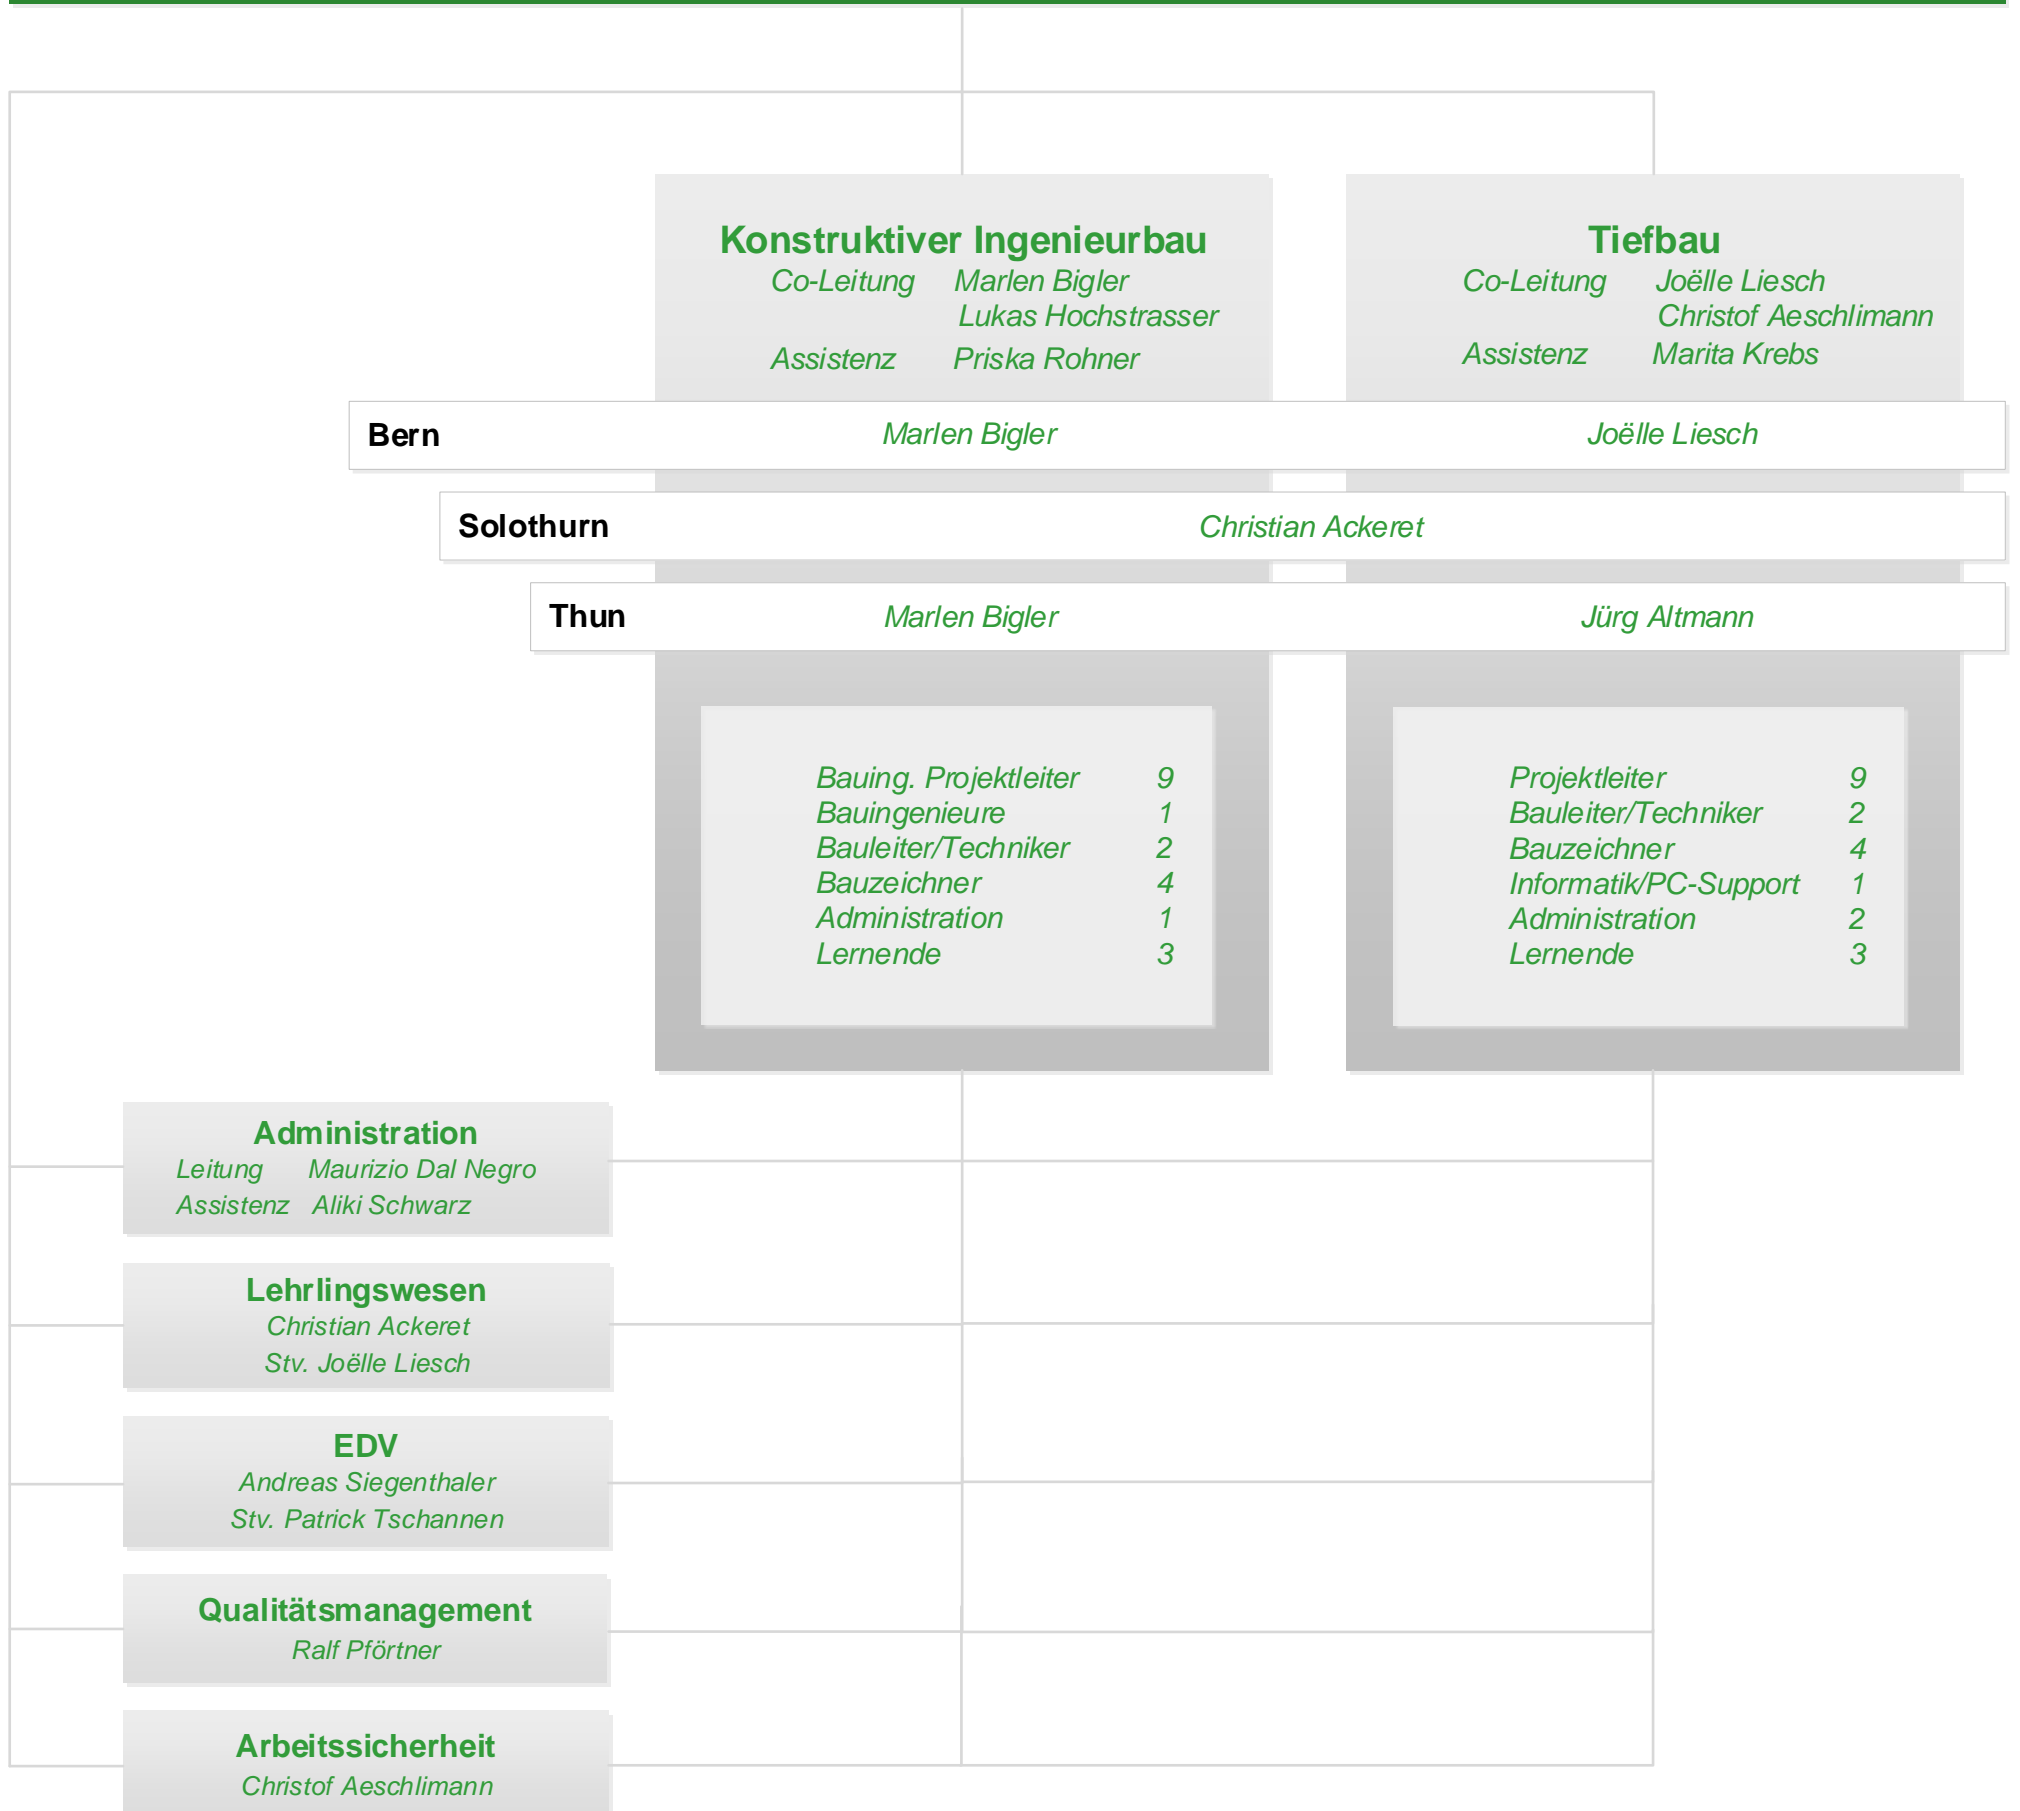 Konstruktiver Ingenieurbau
Co-Leitung Marlen Bigler
Lukas Hochstrasser
Assistenz Priska Rohner
Tiefbau
Co-Leitung Joëlle Liesch
Christof Aeschlimann
Assistenz Marita Krebs
Bern Marlen Bigler Joëlle Liesch
Solothurn Christian Ackeret
Thun Marlen Bigler Jürg Altmann
Bauing. Projektleiter 9
Bauingenieure 1
Bauleiter/Techniker 2
Bauzeichner 4
Administration 1
Lernende 3
Projektleiter 9
Bauleiter/Techniker 2
Bauzeichner 4
Informatik/PC-Support 1
Administration 2
Lernende 3
Administration
Leitung Maurizio Dal Negro
Assistenz Aliki Schwarz
Lehrlingswesen
Christian Ackeret
Stv. Joëlle Liesch
EDV
Andreas Siegenthaler
Stv. Patrick Tschannen
Qualitätsmanagement
Ralf Pförtner
Arbeitssicherheit
Christof Aeschlimann